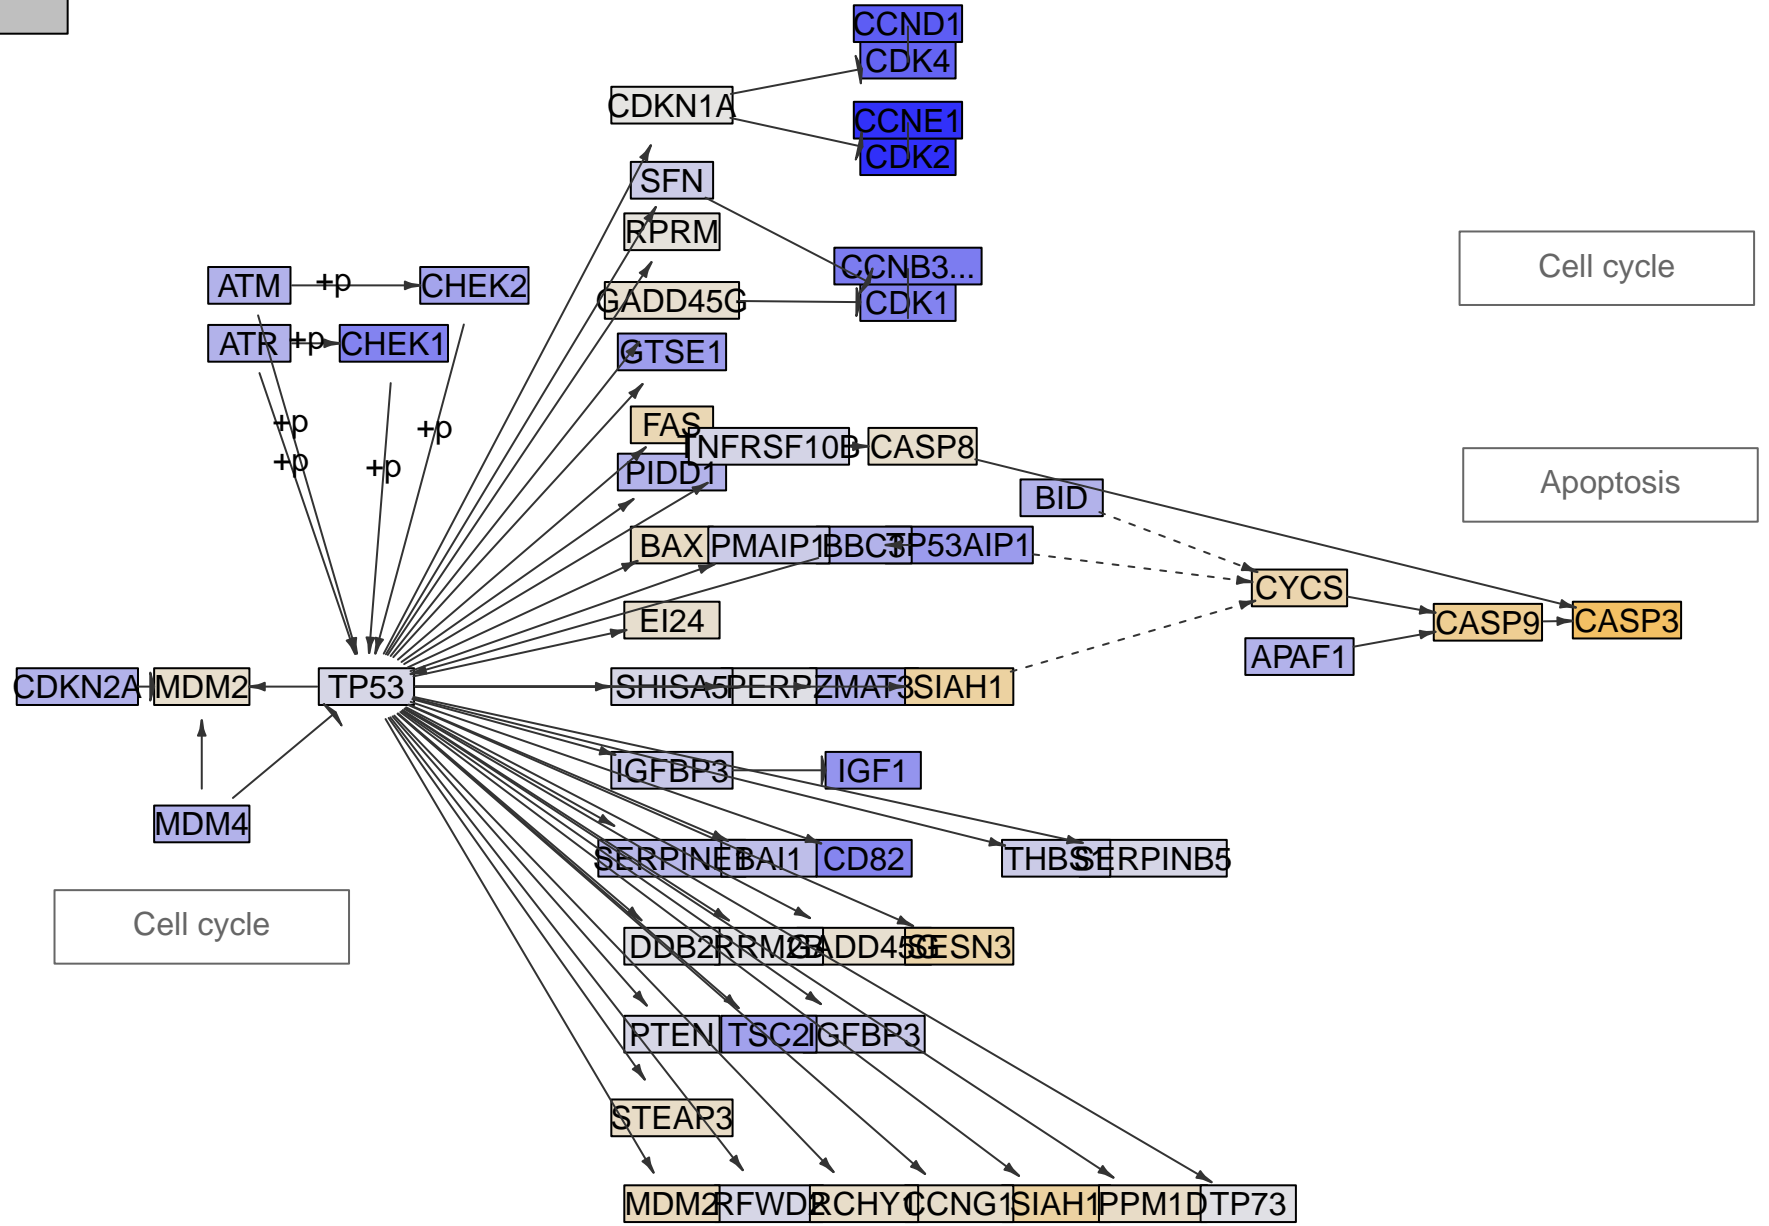 CCND1
CDK4
CDKN1A
CCNE1
CDK2
SFN
RPRM
Cell cycle
CCNB3...
ATM
+p
CHEK2
GADD45G
CDK1
ATR
+p
CHEK1
GTSE1
FAS
+p
+p
TNFRSF10B
CASP8
+p
+p
PIDD1
Apoptosis
BID
BAX
PMAIP1
BBC3
TP53AIP1
CYCS
EI24
CASP9
CASP3
APAF1
CDKN2A
MDM2
TP53
SHISA5
PERP
ZMAT3
SIAH1
IGFBP3
IGF1
MDM4
SERPINE1
BAI1
CD82
THBS1
SERPINB5
Cell cycle
DDB2
RRM2B
GADD45G
SESN3
PTEN
TSC2
IGFBP3
STEAP3
MDM2
RFWD2
RCHY1
CCNG1
SIAH1
PPM1D
TP73